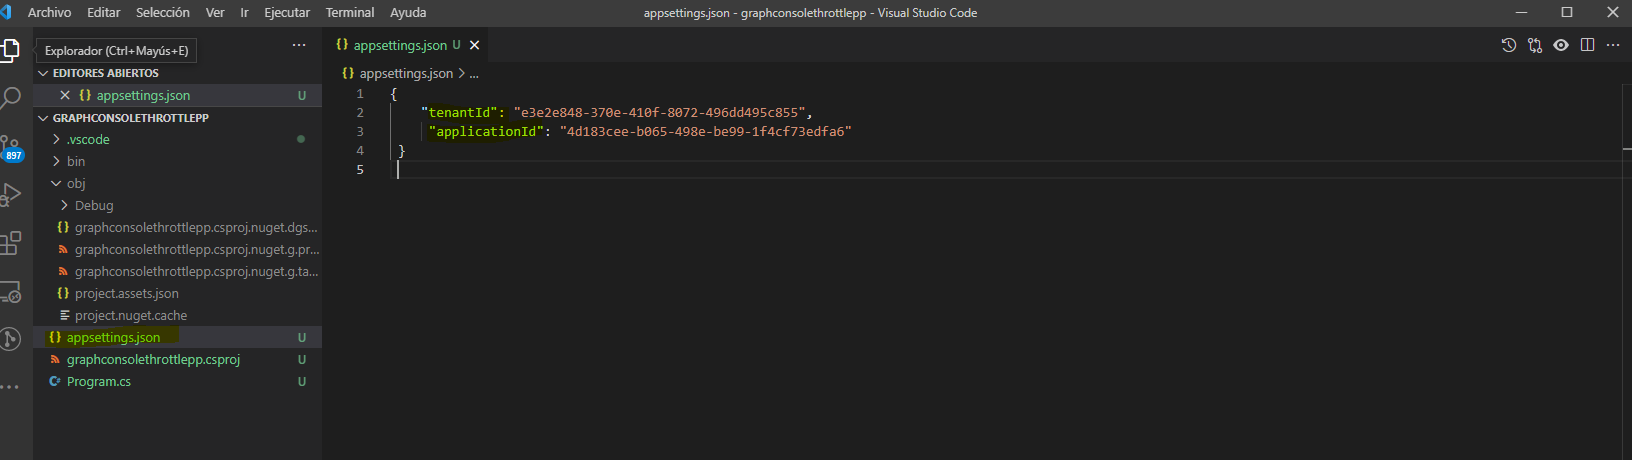 Archivo Editar Selección Ver Ir Ejecutar Terminal Ayuda
appsettings.json - graphconsolethrottlepp - Visual Studio Code
Explorador (Ctrl+Mayús+E)
EDITORES ABIERTOS
appsettings.json U
GRAPHCONSOLETHROTTLEPP
.vscode
bin
obj
Debug
graphconsolethrottlepp.csproj.nuget.dgs...
graphconsolethrottlepp.csproj.nuget.g.pr...
graphconsolethrottlepp.csproj.nuget.g.ta...
project.assets.json
project.nuget.cache
appsettings.json U
graphconsolethrottlepp.csproj U
Program.cs U
897
appsettings.json U
appsettings.json > ...
1 {
2 "tenantId": "e3e2e848-370e-410f-8072-496dd495c855",
3 "applicationId": "4d183cee-b065-498e-be99-1f4cf73edfa6"
4 }
5